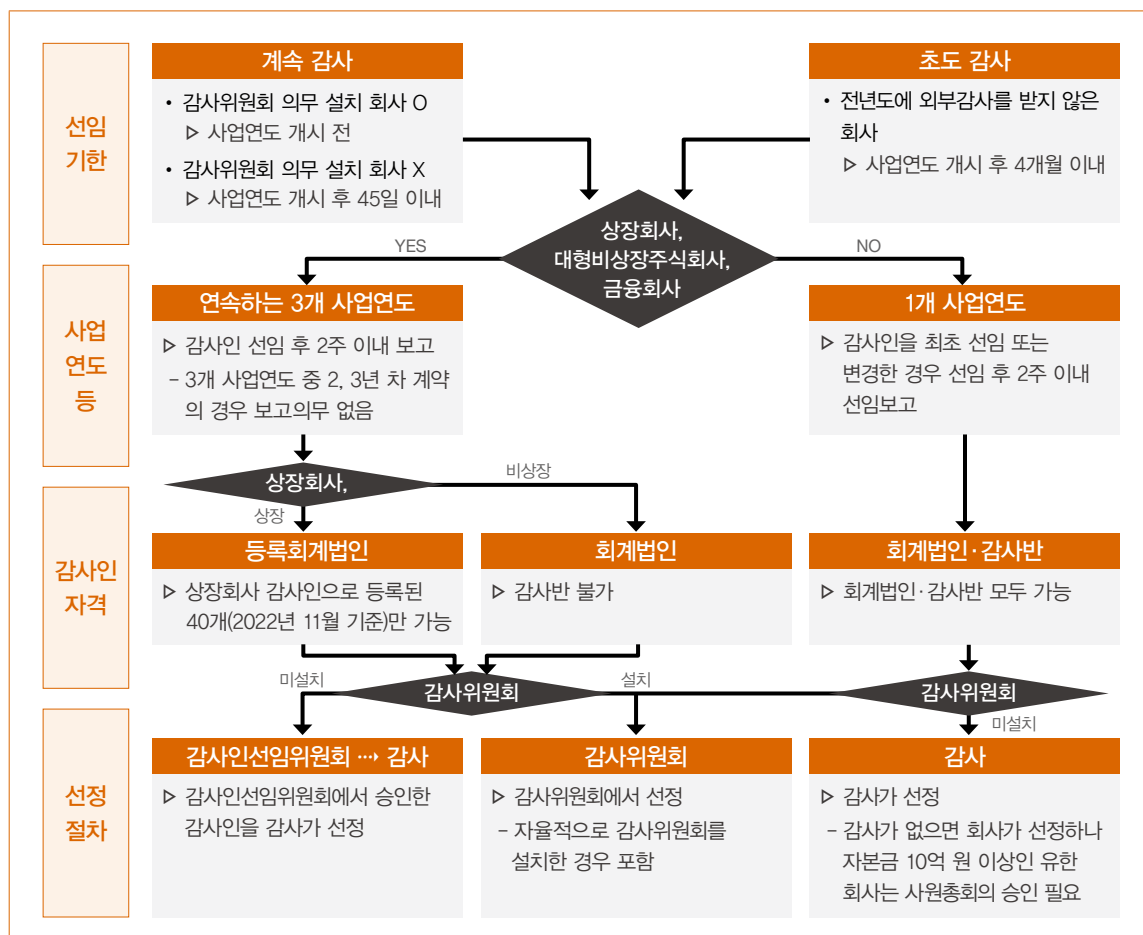 선임
기한
계속 감사
• 감사위원회 의무 설치 회사 O
▷ 사업연도 개시 전
• 감사위원회 의무 설치 회사 X
▷ 사업연도 개시 후 45일 이내
초도 감사
• 전년도에 외부감사를 받지 않은
회사
▷ 사업연도 개시 후 4개월 이내
상장회사,
대형비상장주식회사,
금융회사
YES
NO
사업
연도
등
연속하는 3개 사업연도
▷ 감사인 선임 후 2주 이내 보고
– 3개 사업연도 중 2, 3년 차 계약
의 경우 보고의무 없음
1개 사업연도
▷ 감사인을 최초 선임 또는
변경한 경우 선임 후 2주 이내
선임보고
상장회사,
비상장
상장
감사인
자격
등록회계법인
▷ 상장회사 감사인으로 등록된
40개(2022년 11월 기준)만 가능
회계법인
▷ 감사반 불가
회계법인·감사반
▷ 회계법인·감사반 모두 가능
미설치
감사위원회
설치
감사위원회
미설치
선정
절차
감사인선임위원회 ⋯› 감사
▷ 감사인선임위원회에서 승인한
감사인을 감사가 선정
감사위원회
▷ 감사위원회에서 선정
– 자율적으로 감사위원회를
설치한 경우 포함
감사
▷ 감사가 선정
– 감사가 없으면 회사가 선정하나
자본금 10억 원 이상인 유한
회사는 사원총회의 승인 필요